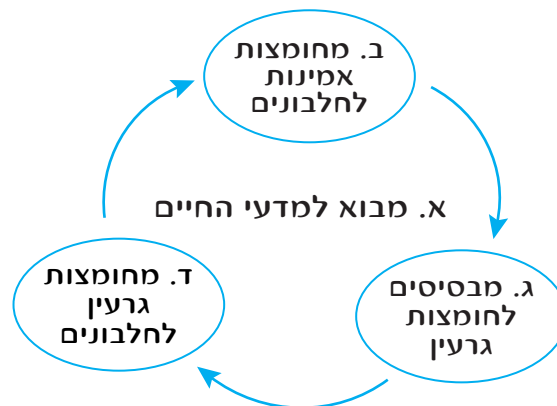 ב. מחומצות
אמינות
לחלבונים
א. מבוא למדעי החיים
ג. מבסיסים
לחומצות
גרעין
ד. מחומצות
גרעין
לחלבונים